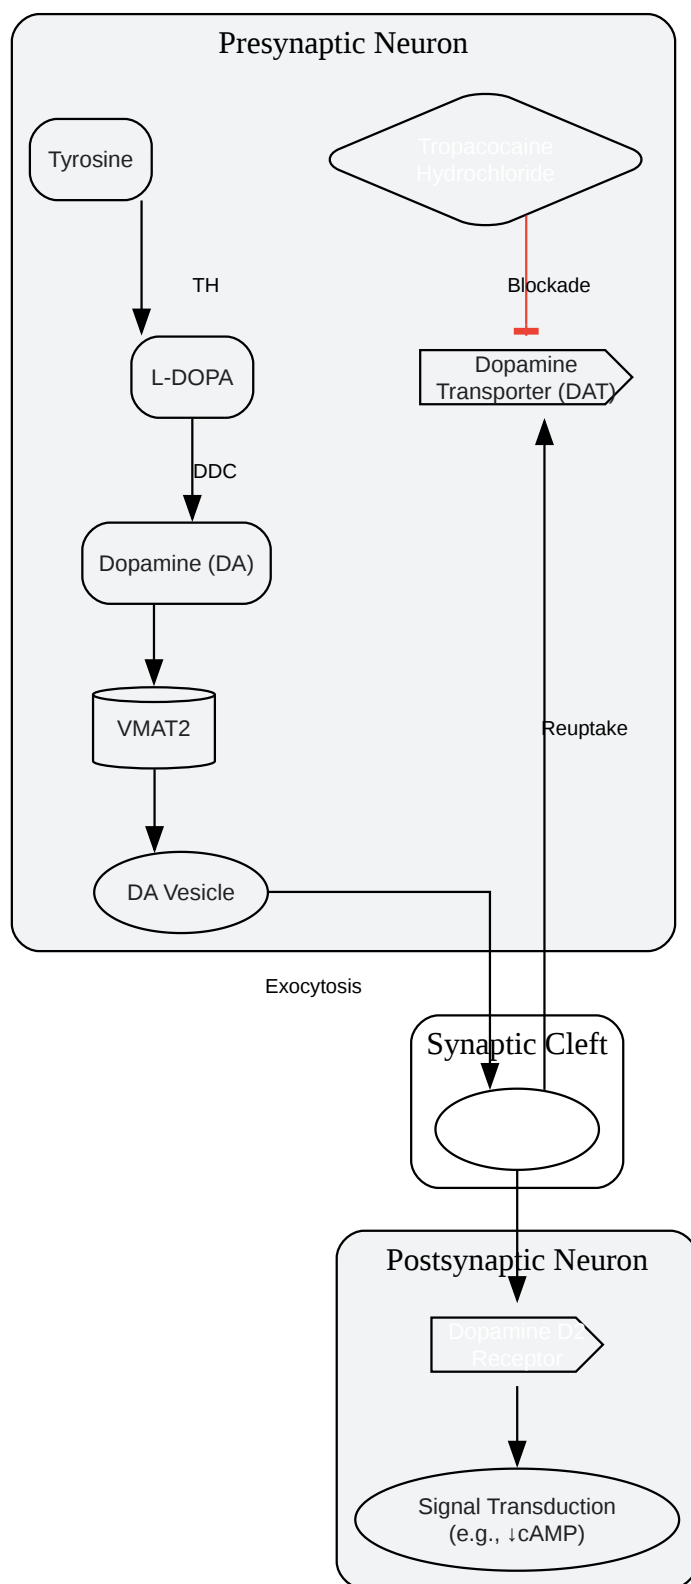 Presynaptic Neuron
Tyrosine
Tropacocaine
Hydrochloride
TH
Blockade
L-DOPA
Dopamine
Transporter (DAT)
DDC
Dopamine (DA)
VMAT2
Reuptake
DA Vesicle
Exocytosis
Synaptic Cleft
Postsynaptic Neuron
Dopamine D2
Receptor
Signal Transduction
(e.g., ↓cAMP)